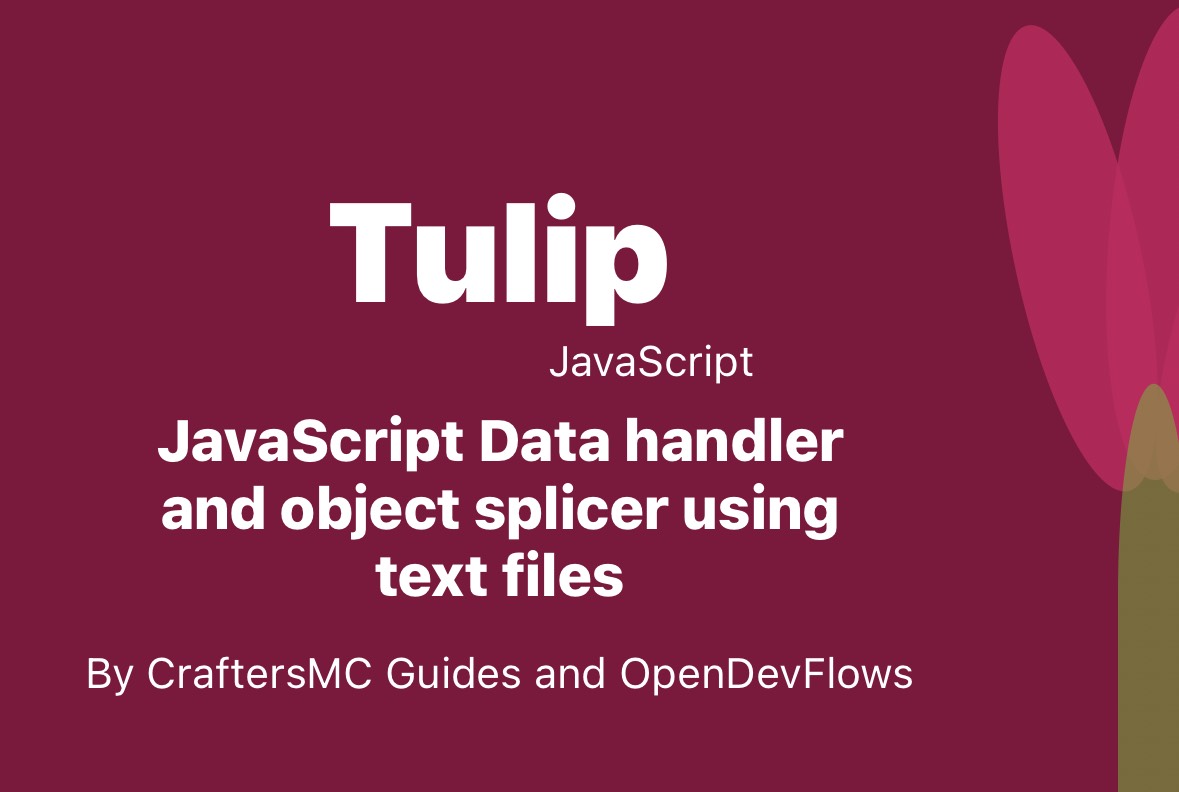 Tulip
JavaScript
JavaScript Data handler
and object splicer using
text files
By CraftersMC Guides and OpenDevFlows